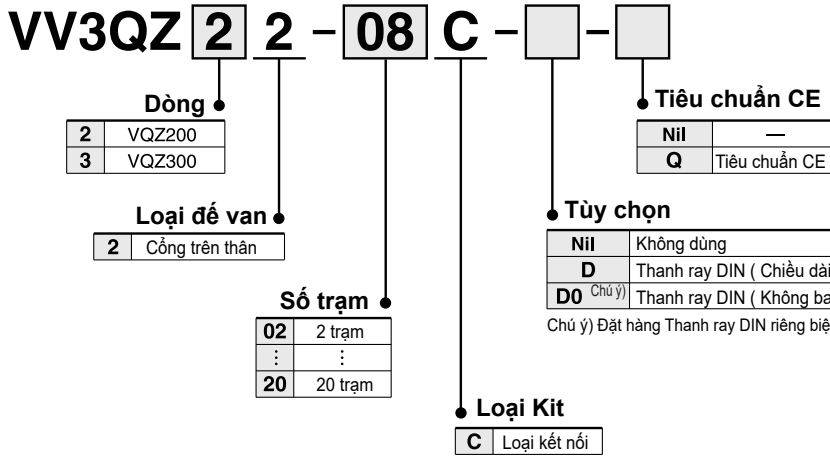 VV3QZ 2 2 - 08 C - -
Dòng
2 VQZ200
3 VQZ300
Loại đế van
2 Cổng trên thân
Số trạm
02 2 trạm
⋮ ⋮
20 20 trạm
Loại Kit
C Loại kết nối
Tùy chọn
Nil Không dùng
D Thanh ray DIN ( Chiều dài
D0 Chú ý) Thanh ray DIN ( Không
Chú ý) Đặt hàng Thanh ray DIN riêng
Tiêu chuẩn CE
Nil —
Q Tiêu chuẩn CE